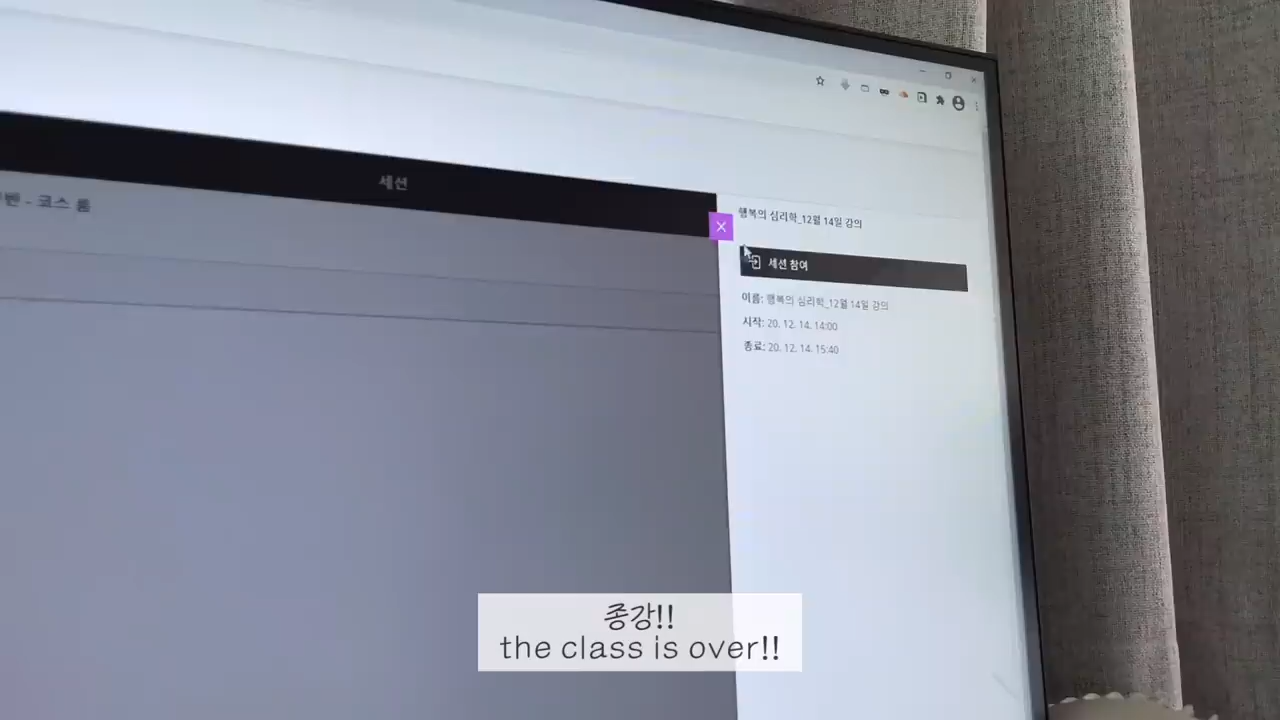 세션
벤 - 코스 룸
행복의 심리학_12월 14일 강의
세션 참여
이름: 행복의 심리학_12월 14일 강의
시작: 20. 12. 14. 14:00
종료: 20. 12. 14. 15:40
종강!!
the class is over!!